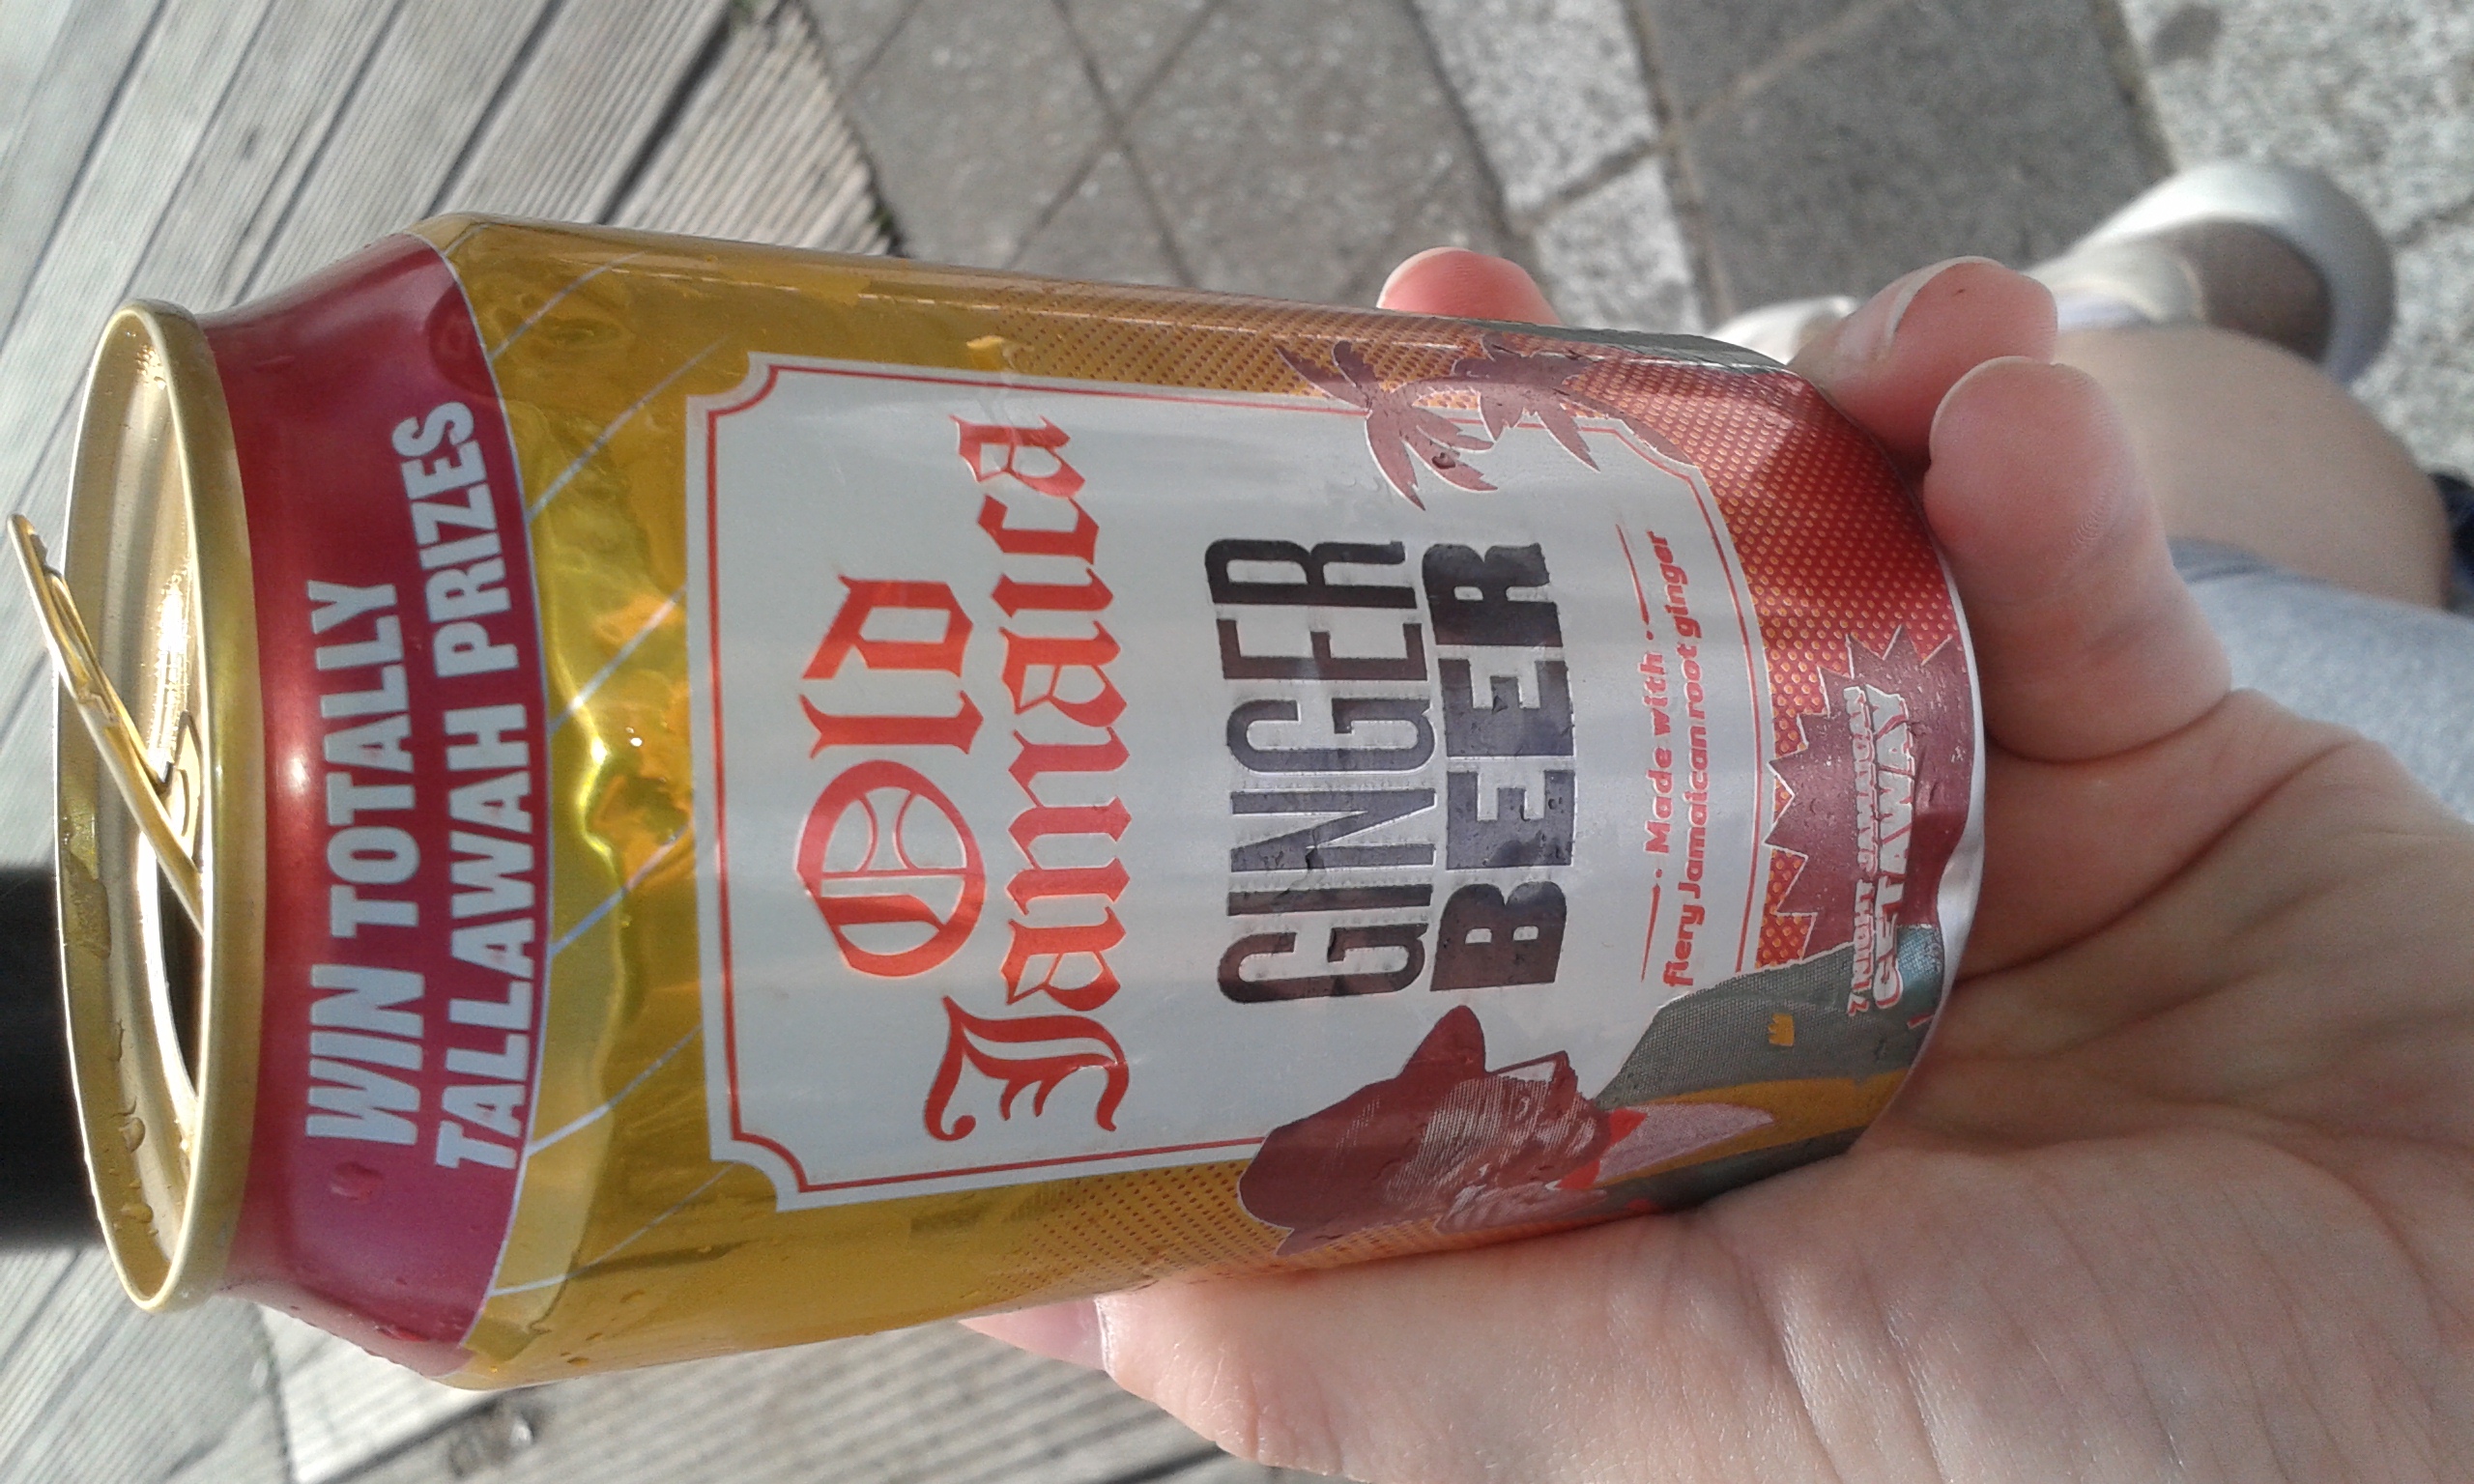 WIN TOTALLY
TALLAWAH PRIZES
Old
Jamaica
GINGER
BEER
Made with
fiery Jamaican root ginger
7 NIGHT JAMAICAN
GETAWAY